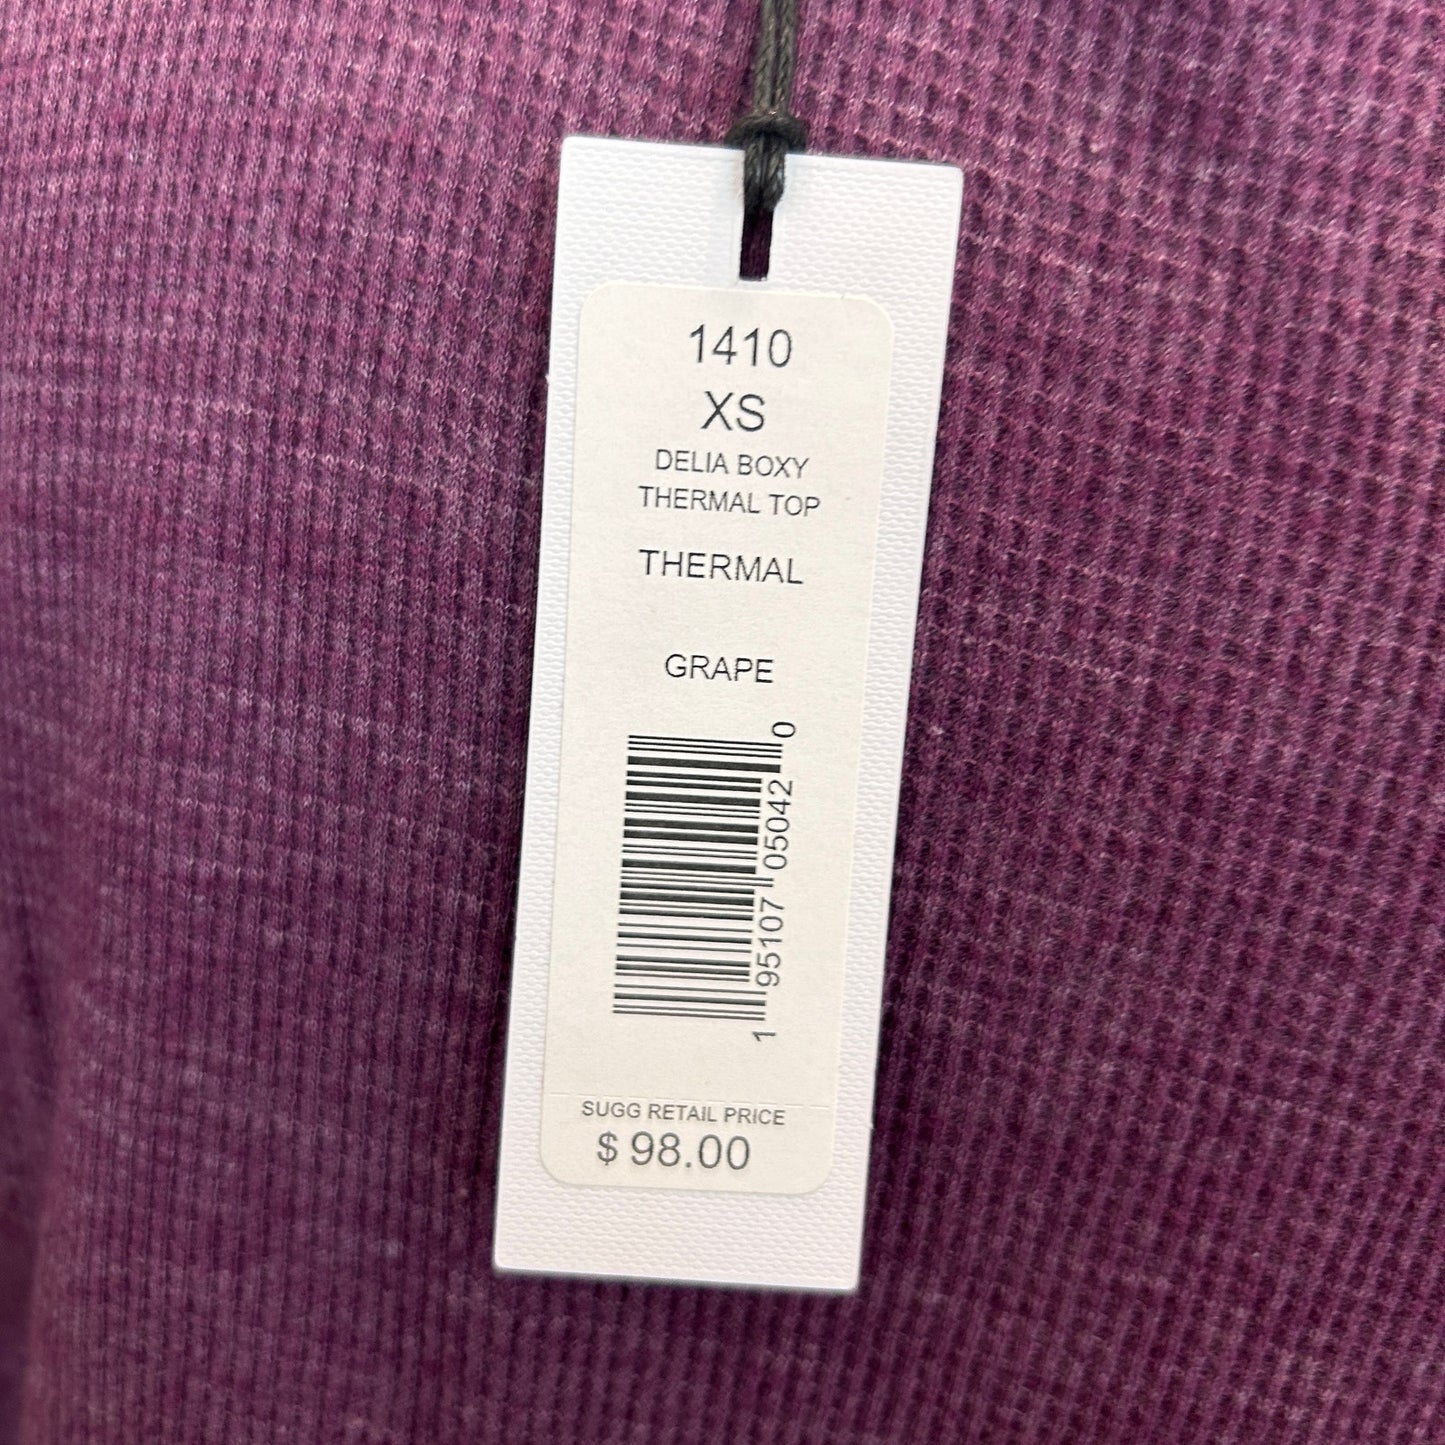 1410
XS
DELIA BOXY
THERMAL TOP
THERMAL
GRAPE
1 95107 05042 0
SUGG RETAIL PRICE
$ 98.00